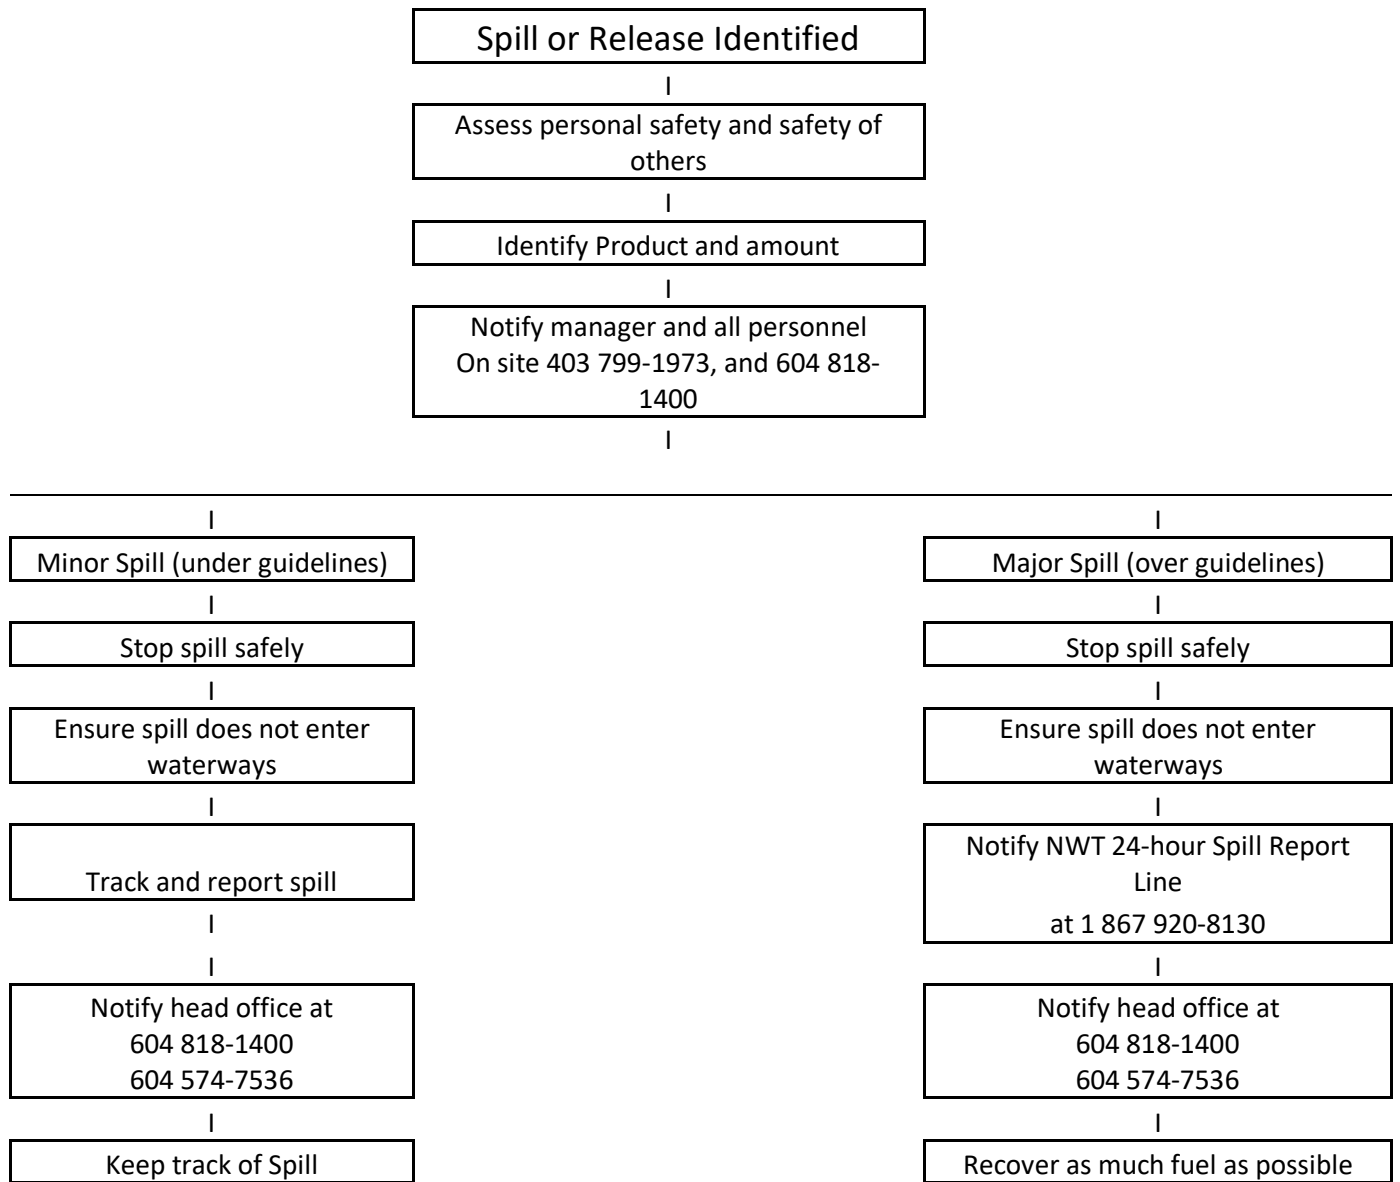 Spill or Release Identified
I
Assess personal safety and safety of
others
I
Identify Product and amount
I
Notify manager and all personnel
On site 403 799-1973, and 604 818-
1400
I
I
Minor Spill (under guidelines)
I
Stop spill safely
I
Ensure spill does not enter
waterways
I
Track and report spill
I
I
Notify head office at
604 818-1400
604 574-7536
I
Keep track of Spill
I
Major Spill (over guidelines)
I
Stop spill safely
I
Ensure spill does not enter
waterways
I
Notify NWT 24-hour Spill Report
Line
at 1 867 920-8130
I
Notify head office at
604 818-1400
604 574-7536
I
Recover as much fuel as possible